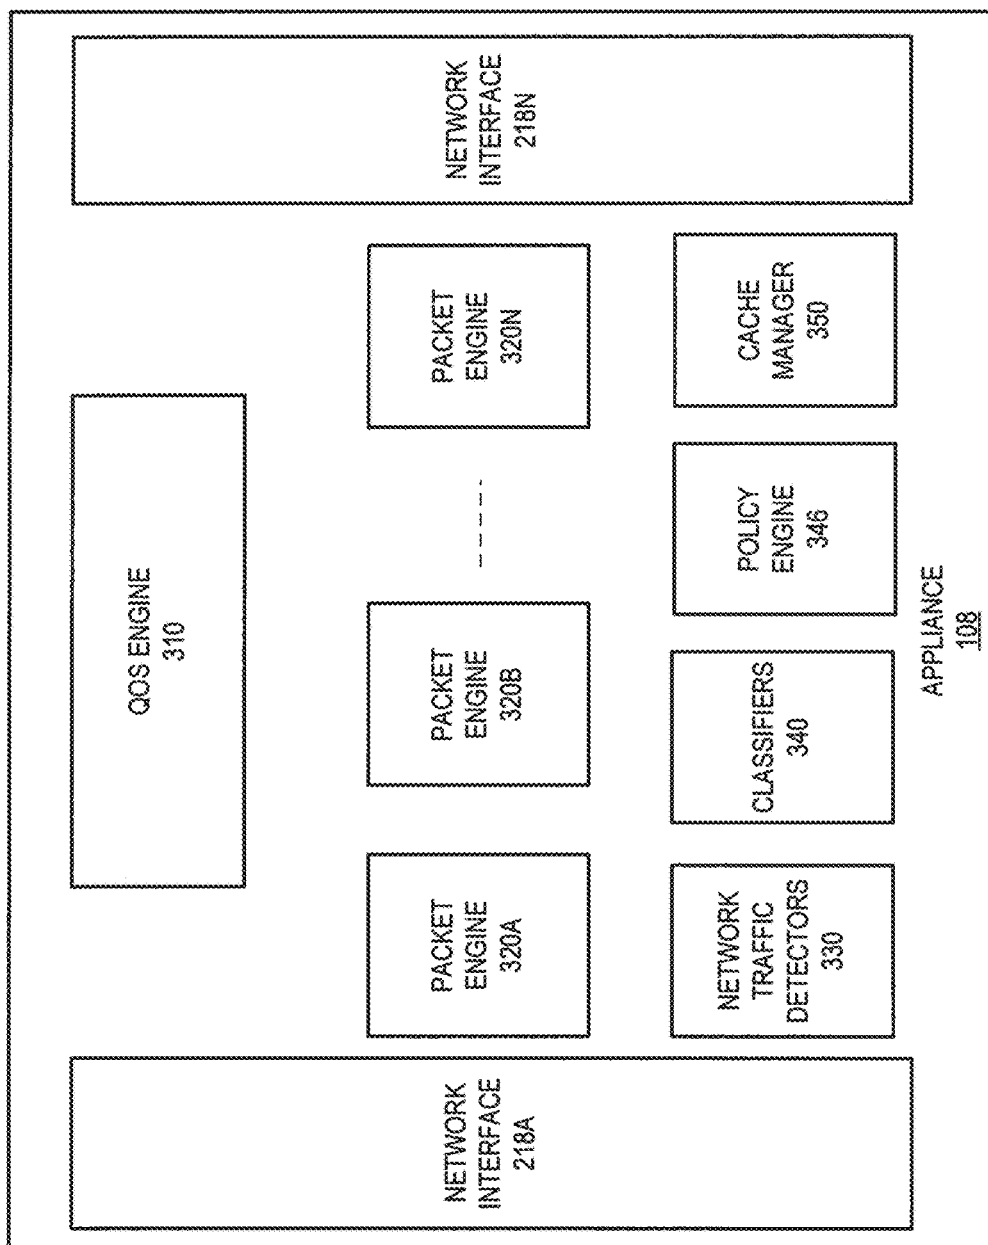 QOS ENGINE
310
NETWORK
INTERFACE
218A
PACKET
ENGINE
320A
PACKET
ENGINE
320B
PACKET
ENGINE
320N
NETWORK
INTERFACE
218N
NETWORK
TRAFFIC
DETECTORS
330
CLASSIFIERS
340
POLICY
ENGINE
346
CACHE
MANAGER
350
APPLIANCE
108